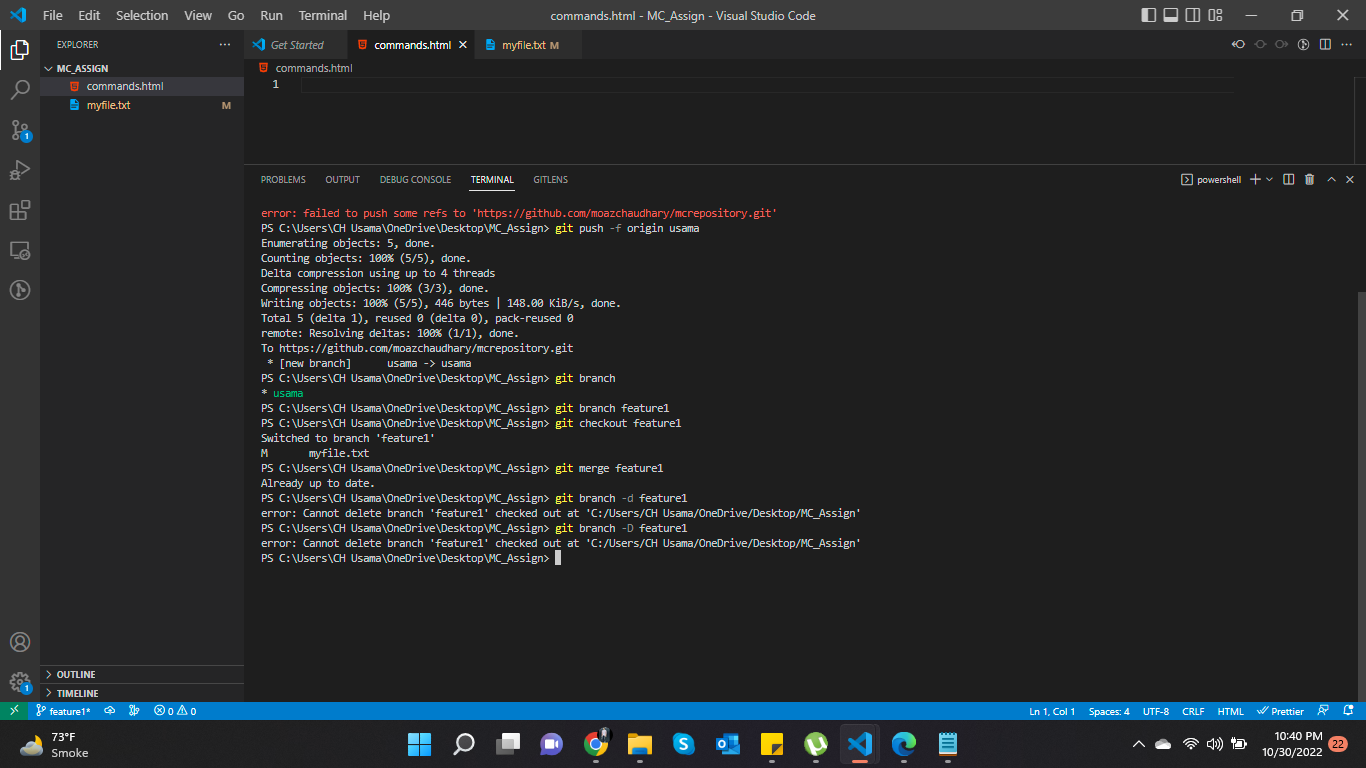 File Edit Selection View Go Run Terminal Help commands.html - MC_Assign - Visual Studio Code
EXPLORER
MC_ASSIGN
commands.html
myfile.txt M
1
Get Started commands.html myfile.txt M
commands.html
1
PROBLEMS OUTPUT DEBUG CONSOLE TERMINAL GITLENS powershell
error: failed to push some refs to 'https://github.com/moazchaudhary/mcrepository.git'
PS C:\Users\CH Usama\OneDrive\Desktop\MC_Assign> git push -f origin usama
Enumerating objects: 5, done.
Counting objects: 100% (5/5), done.
Delta compression using up to 4 threads
Compressing objects: 100% (3/3), done.
Writing objects: 100% (5/5), 446 bytes | 148.00 KiB/s, done.
Total 5 (delta 1), reused 0 (delta 0), pack-reused 0
remote: Resolving deltas: 100% (1/1), done.
To https://github.com/moazchaudhary/mcrepository.git
* [new branch] usama -> usama
PS C:\Users\CH Usama\OneDrive\Desktop\MC_Assign> git branch
* usama
PS C:\Users\CH Usama\OneDrive\Desktop\MC_Assign> git branch feature1
PS C:\Users\CH Usama\OneDrive\Desktop\MC_Assign> git checkout feature1
Switched to branch 'feature1'
M myfile.txt
PS C:\Users\CH Usama\OneDrive\Desktop\MC_Assign> git merge feature1
Already up to date.
PS C:\Users\CH Usama\OneDrive\Desktop\MC_Assign> git branch -d feature1
error: Cannot delete branch 'feature1' checked out at 'C:/Users/CH Usama/OneDrive/Desktop/MC_Assign'
PS C:\Users\CH Usama\OneDrive\Desktop\MC_Assign> git branch -D feature1
error: Cannot delete branch 'feature1' checked out at 'C:/Users/CH Usama/OneDrive/Desktop/MC_Assign'
PS C:\Users\CH Usama\OneDrive\Desktop\MC_Assign>
OUTLINE
1
TIMELINE
feature1* 0 0 Ln 1, Col 1 Spaces: 4 UTF-8 CRLF HTML Prettier
73°F
Smoke
10:40 PM
10/30/2022 22